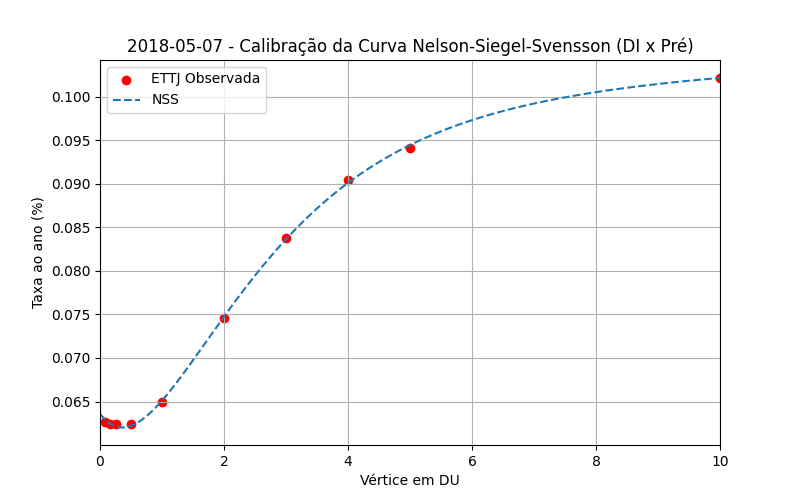 2018-05-07 - Calibração da Curva Nelson-Siegel-Svensson (DI x Pré)
ETTJ Observada
NSS
Taxa ao ano (%)
0.100
0.095
0.090
0.085
0.080
0.075
0.070
0.065
0 2 4 6 8 10
Vértice em DU